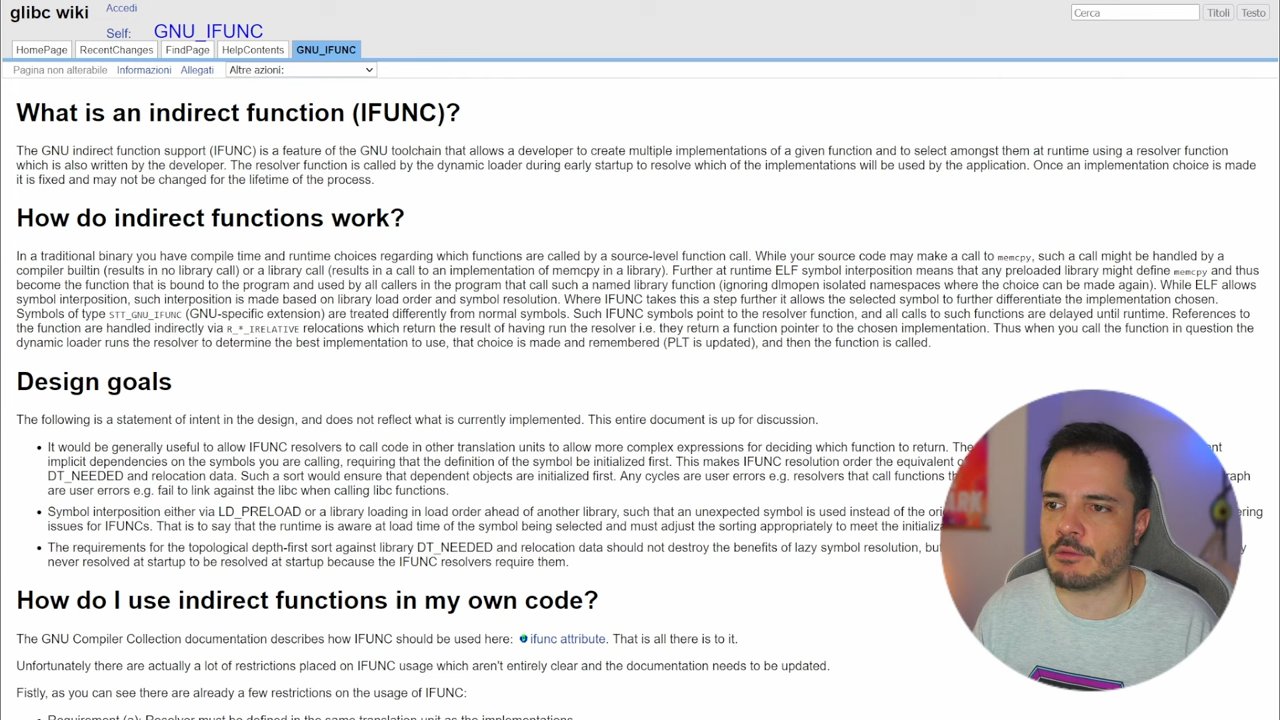 glibc wiki
Accedi
Cerca
Titoli
Testo
Self: GNU_IFUNC
HomePage
RecentChanges
FindPage
HelpContents
GNU_IFUNC
Pagina non alterabile
Informazioni
Allegati
Altre azioni:
What is an indirect function (IFUNC)?
The GNU indirect function support (IFUNC) is a feature of the GNU toolchain that allows a developer to create multiple implementations of a given function and to select amongst them at runtime using a resolver function
which is also written by the developer. The resolver function is called by the dynamic loader during early startup to resolve which of the implementations will be used by the application. Once an implementation choice is made
it is fixed and may not be changed for the lifetime of the process.
How do indirect functions work?
In a traditional binary you have compile time and runtime choices regarding which functions are called by a source-level function call. While your source code may make a call to memcpy, such a call might be handled by a
compiler builtin (results in no library call) or a library call (results in a call to an implementation of memcpy in a library). Further at runtime ELF symbol interposition means that any preloaded library might define memcpy and thus
become the function that is bound to the program and used by all callers in the program that call such a named library function (ignoring dlmopen isolated namespaces where the choice can be made again). While ELF allows
symbol interposition, such interposition is made based on library load order and symbol resolution. Where IFUNC takes this a step further it allows the selected symbol to further differentiate the implementation chosen.
Symbols of type STT_GNU_IFUNC (GNU-specific extension) are treated differently from normal symbols. Such IFUNC symbols point to the resolver function, and all calls to such functions are delayed until runtime. References to
the function are handled indirectly via R_*_IRELATIVE relocations which return the result of having run the resolver i.e. they return a function pointer to the chosen implementation. Thus when you call the function in question the
dynamic loader runs the resolver to determine the best implementation to use, that choice is made and remembered (PLT is updated), and then the function is called.
Design goals
The following is a statement of intent in the design, and does not reflect what is currently implemented. This entire document is up for discussion.
• It would be generally useful to allow IFUNC resolvers to call code in other translation units to allow more complex expressions for deciding which function to return. The
implicit dependencies on the symbols you are calling, requiring that the definition of the symbol be initialized first. This makes IFUNC resolution order the equivalent
DT_NEEDED and relocation data. Such a sort would ensure that dependent objects are initialized first. Any cycles are user errors e.g. resolvers that call functions
are user errors e.g. fail to link against the libc when calling libc functions.
• Symbol interposition either via LD_PRELOAD or a library loading in load order ahead of another library, such that an unexpected symbol is used instead of the
issues for IFUNCs. That is to say that the runtime is aware at load time of the symbol being selected and must adjust the sorting appropriately to meet the
• The requirements for the topological depth-first sort against library DT_NEEDED and relocation data should not destroy the benefits of lazy symbol resolution,
never resolved at startup to be resolved at startup because the IFUNC resolvers require them.
How do I use indirect functions in my own code?
The GNU Compiler Collection documentation describes how IFUNC should be used here: ifunc attribute. That is all there is to it.
Unfortunately there are actually a lot of restrictions placed on IFUNC usage which aren't entirely clear and the documentation needs to be updated.
Fistly, as you can see there are already a few restrictions on the usage of IFUNC:
• Requirement (a): Resolver must be defined in the same translation unit as the implementations.